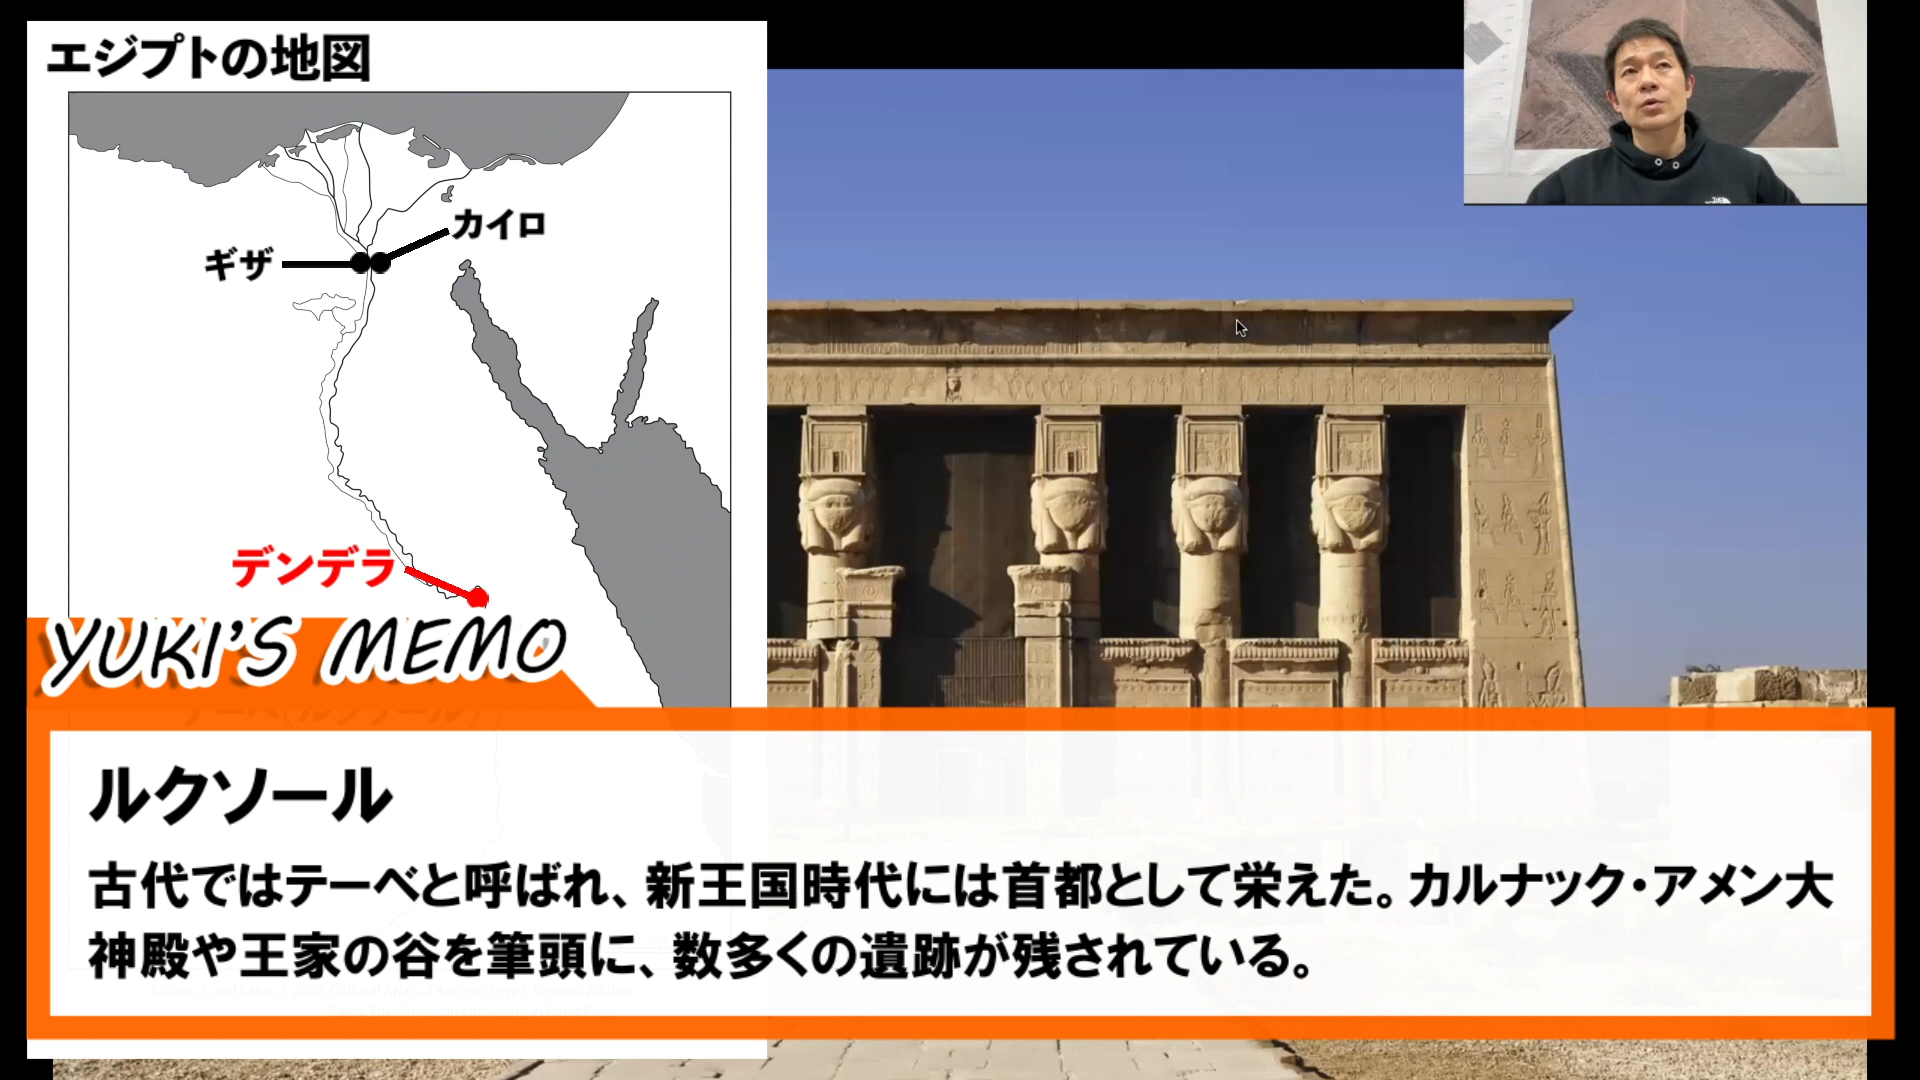 エジプトの地図
カイロ
ギザ
デンデラ
YUKI'S MEMO
ルクソール
古代ではテーベと呼ばれ、新王国時代には首都として栄えた。カルナック・アメン大
神殿や王家の谷を筆頭に、数多くの遺跡が残されている。